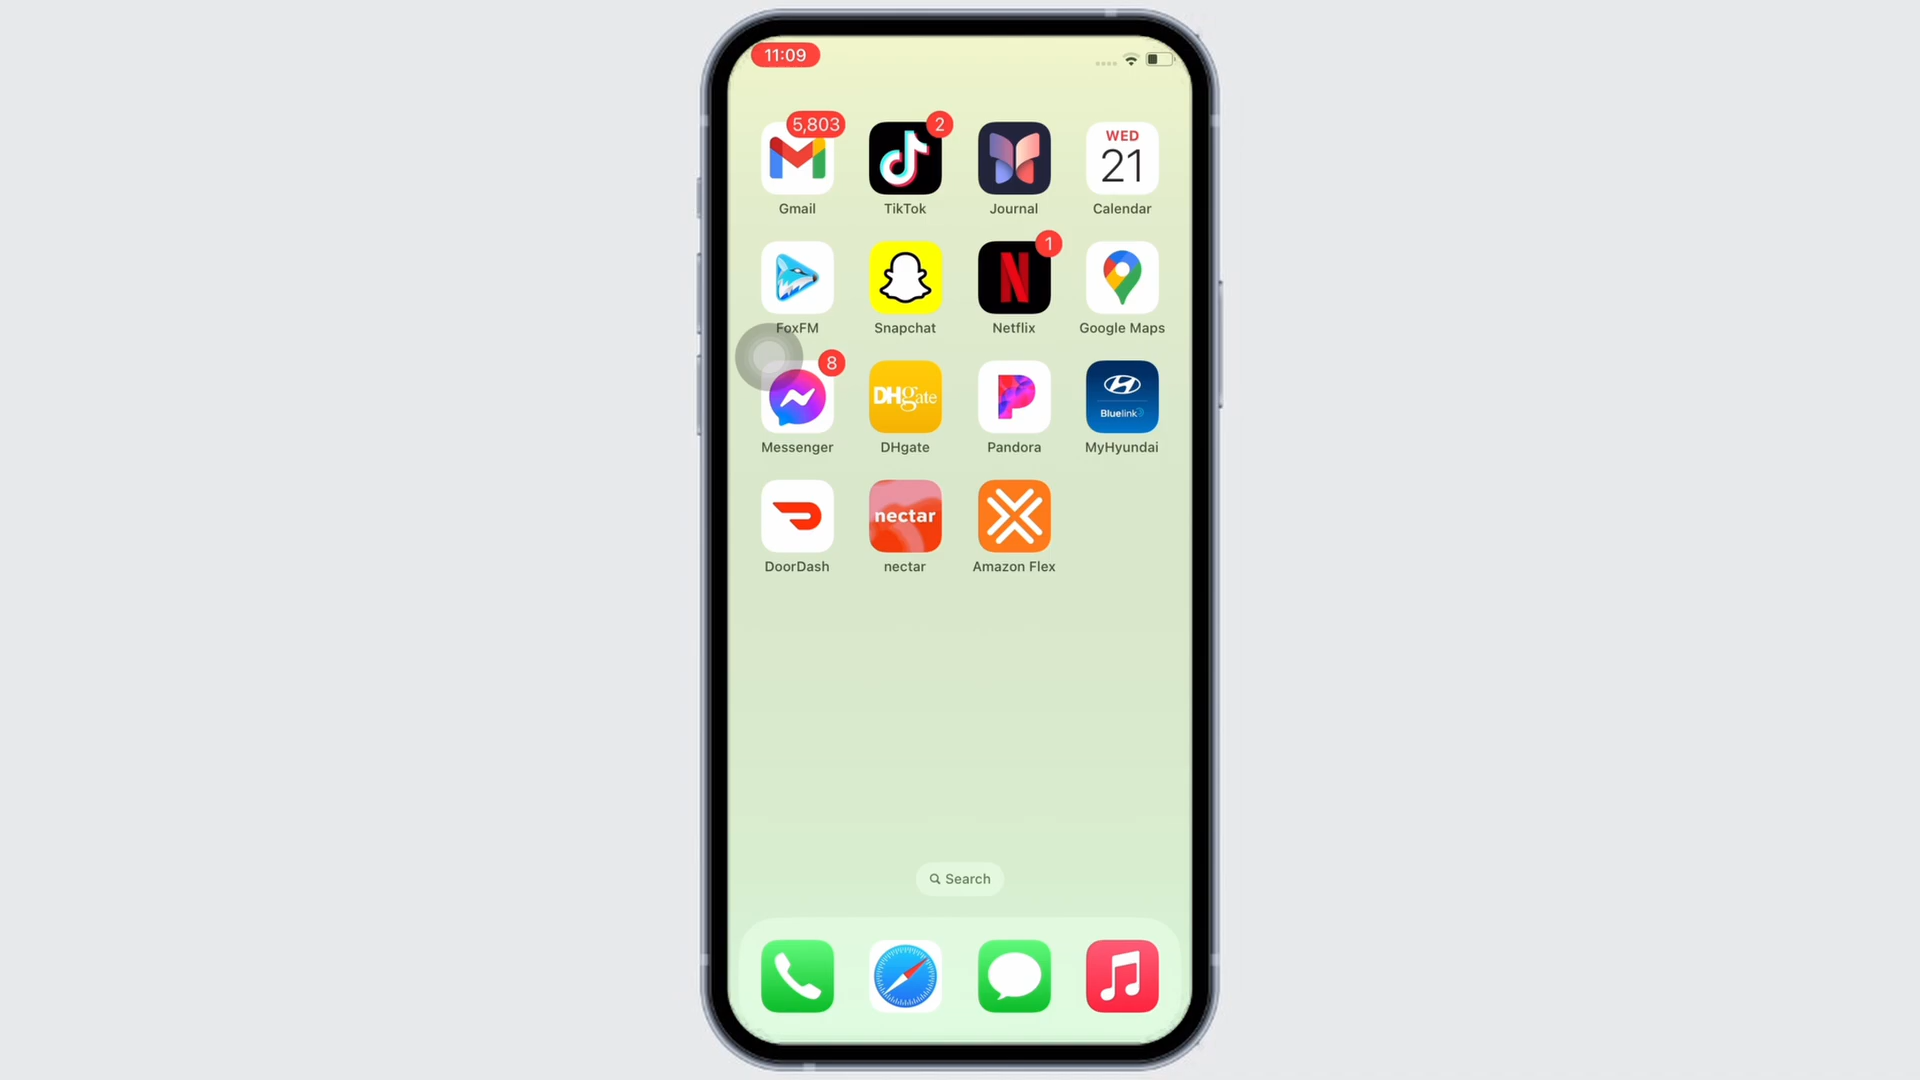 11:09
5,803
2
WED
21
Gmail
TikTok
Journal
Calendar
1
N
FoxFM
Snapchat
Netflix
Google Maps
8
DHgate
P
Bluelink
Messenger
DHgate
Pandora
MyHyundai
nectar
DoorDash
nectar
Amazon Flex
Search